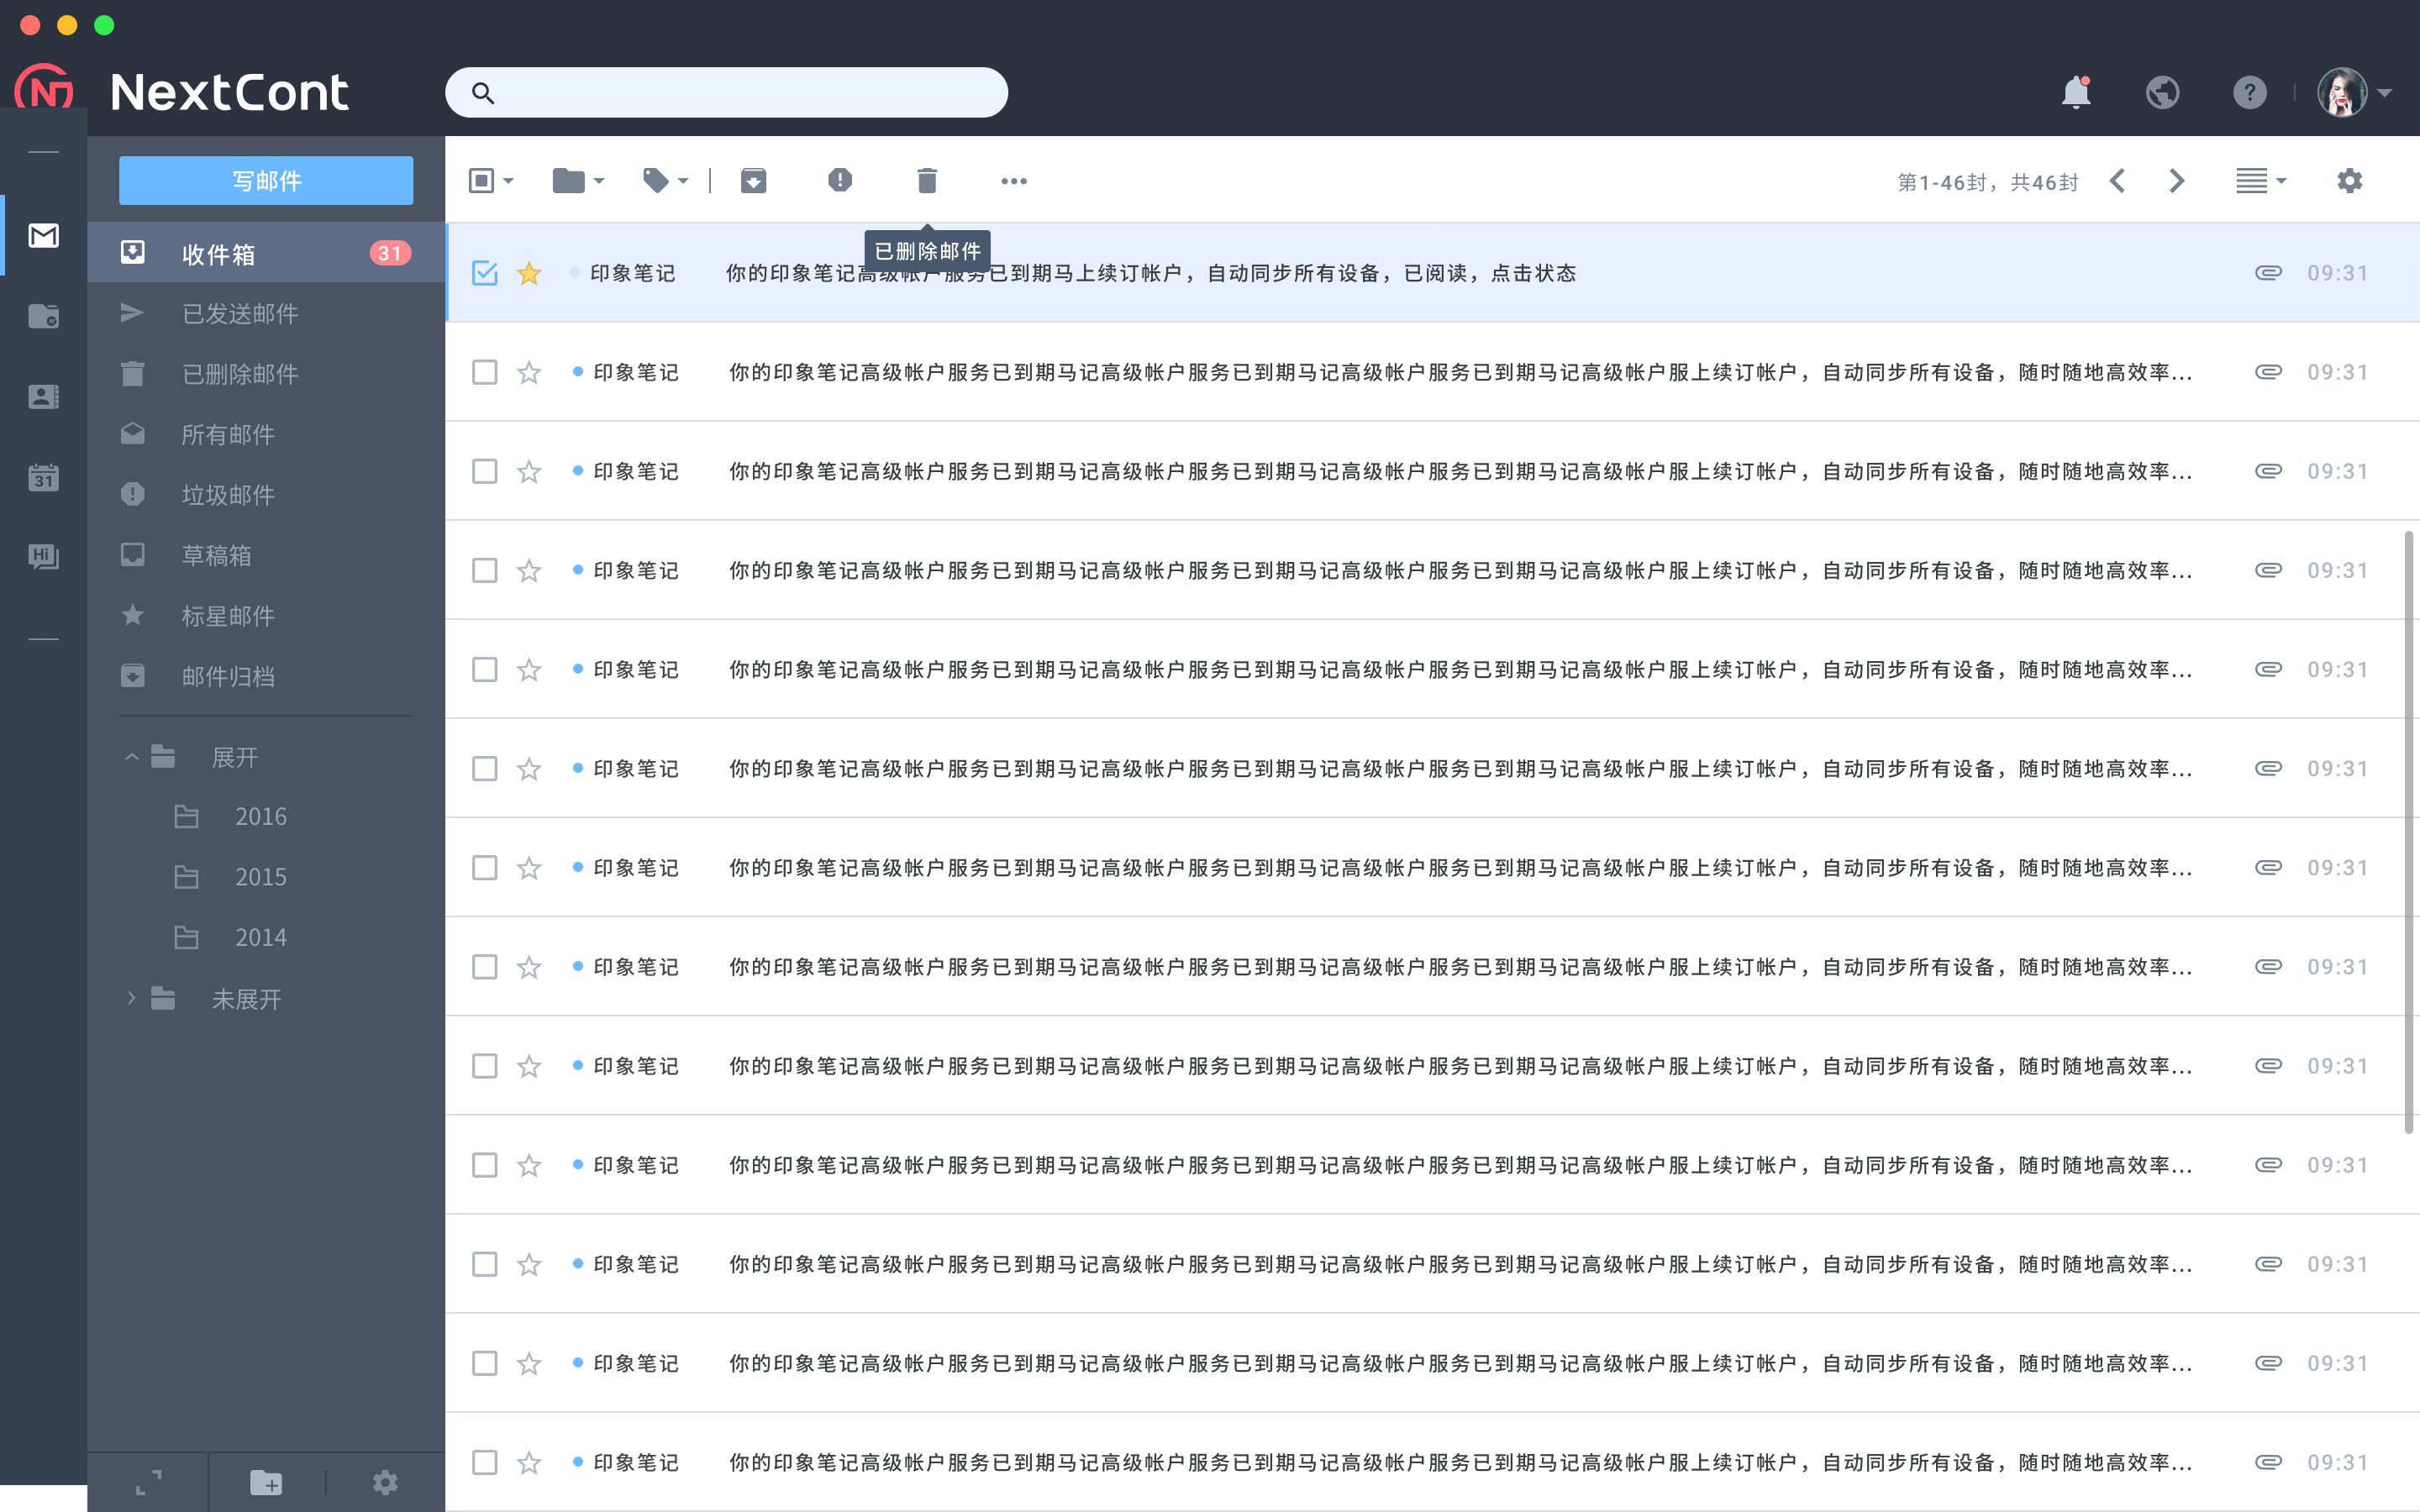 NextCont
写邮件
第1-46封，共46封
收件箱 31
已删除邮件
印象笔记 你的印象笔记高级帐户服务已到期马上续订帐户，自动同步所有设备，已阅读，点击状态 09:31
已发送邮件
印象笔记 你的印象笔记高级帐户服务已到期马记高级帐户服务已到期马记高级帐户服务已到期马记高级帐户服上续订帐户，自动同步所有设备，随时随地高效率... 09:31
已删除邮件
所有邮件
印象笔记 你的印象笔记高级帐户服务已到期马记高级帐户服务已到期马记高级帐户服务已到期马记高级帐户服上续订帐户，自动同步所有设备，随时随地高效率... 09:31
31
垃圾邮件
Hi
草稿箱
印象笔记 你的印象笔记高级帐户服务已到期马记高级帐户服务已到期马记高级帐户服务已到期马记高级帐户服上续订帐户，自动同步所有设备，随时随地高效率... 09:31
标星邮件
邮件归档
印象笔记 你的印象笔记高级帐户服务已到期马记高级帐户服务已到期马记高级帐户服务已到期马记高级帐户服上续订帐户，自动同步所有设备，随时随地高效率... 09:31
展开
印象笔记 你的印象笔记高级帐户服务已到期马记高级帐户服务已到期马记高级帐户服务已到期马记高级帐户服上续订帐户，自动同步所有设备，随时随地高效率... 09:31
2016
2015
印象笔记 你的印象笔记高级帐户服务已到期马记高级帐户服务已到期马记高级帐户服务已到期马记高级帐户服上续订帐户，自动同步所有设备，随时随地高效率... 09:31
2014
印象笔记 你的印象笔记高级帐户服务已到期马记高级帐户服务已到期马记高级帐户服务已到期马记高级帐户服上续订帐户，自动同步所有设备，随时随地高效率... 09:31
未展开
印象笔记 你的印象笔记高级帐户服务已到期马记高级帐户服务已到期马记高级帐户服务已到期马记高级帐户服上续订帐户，自动同步所有设备，随时随地高效率... 09:31
印象笔记 你的印象笔记高级帐户服务已到期马记高级帐户服务已到期马记高级帐户服务已到期马记高级帐户服上续订帐户，自动同步所有设备，随时随地高效率... 09:31
印象笔记 你的印象笔记高级帐户服务已到期马记高级帐户服务已到期马记高级帐户服务已到期马记高级帐户服上续订帐户，自动同步所有设备，随时随地高效率... 09:31
印象笔记 你的印象笔记高级帐户服务已到期马记高级帐户服务已到期马记高级帐户服务已到期马记高级帐户服上续订帐户，自动同步所有设备，随时随地高效率... 09:31
印象笔记 你的印象笔记高级帐户服务已到期马记高级帐户服务已到期马记高级帐户服务已到期马记高级帐户服上续订帐户，自动同步所有设备，随时随地高效率... 09:31